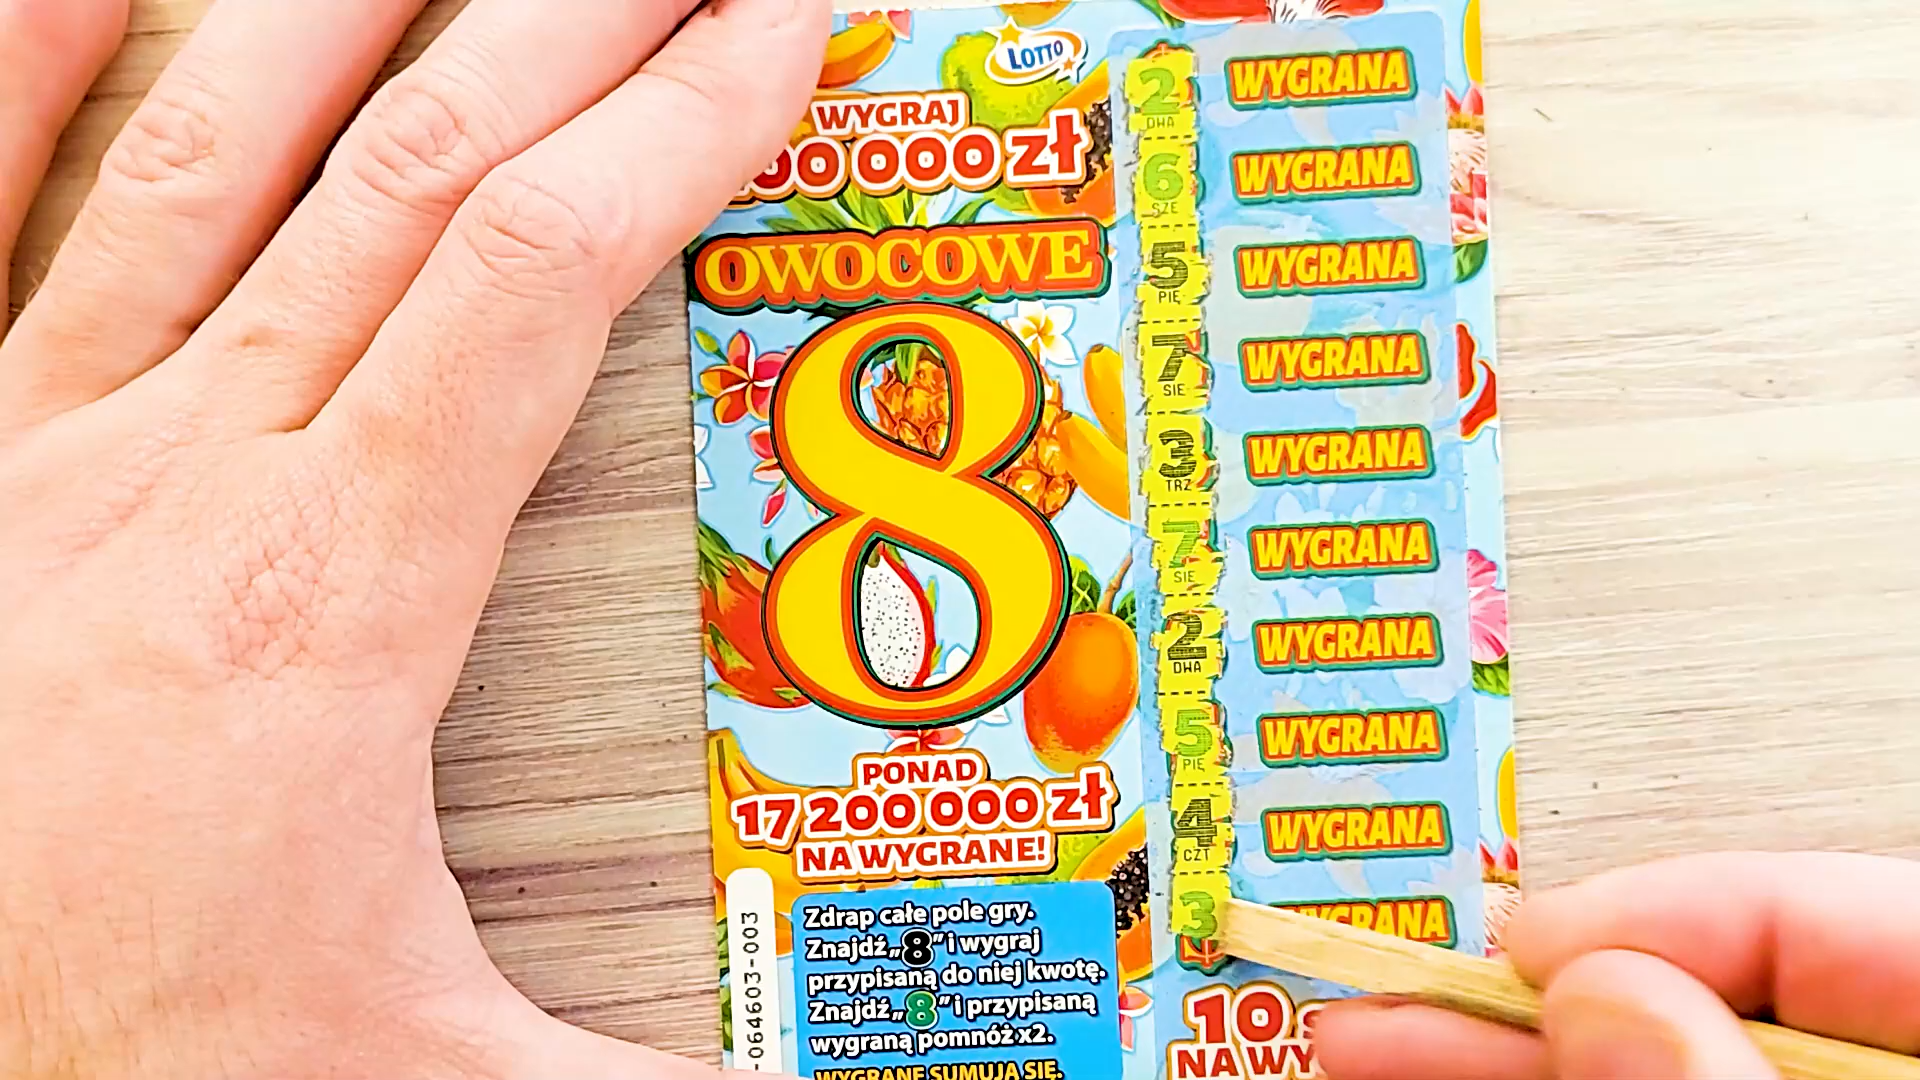 LOTTO
WYGRAJ
00 000 zł
OWOCOWE
8
PONAD
17 200 000 zł
NA WYGRANE!
Zdrap całe pole gry.
Znajdź „8” i wygraj
przypisaną do niej kwotę.
Znajdź „8” i przypisaną
wygraną pomnóż x2.
WYGRANE SUMUJĄ SIĘ.
-064603-003
2 WYGRANA
DWA
6 WYGRANA
SZE
5 WYGRANA
PIĘ
7 WYGRANA
SIE
3 WYGRANA
TRZ
7 WYGRANA
SIE
2 WYGRANA
DWA
5 WYGRANA
PIĘ
4 WYGRANA
CZT
3
10
NA